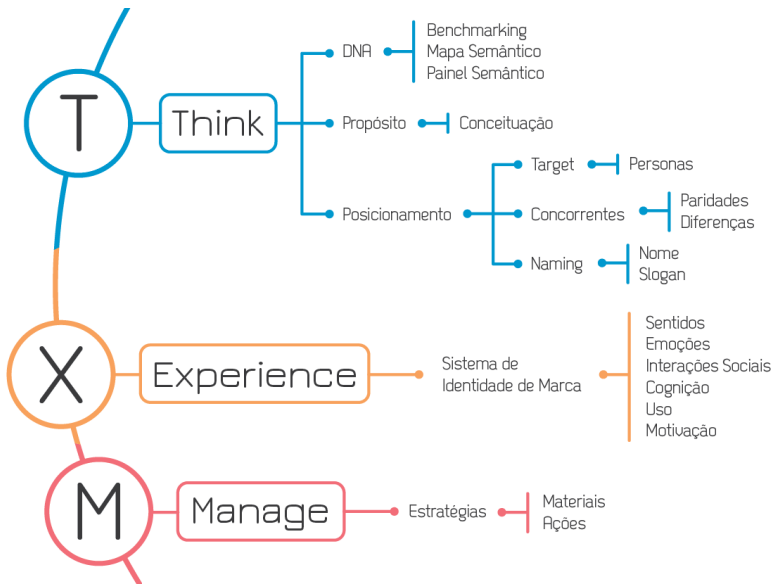 T
Think
DNA
Benchmarking
Mapa Semântico
Painel Semântico
Propósito
Conceituação
Posicionamento
Target
Personas
Concorrentes
Paridades
Diferenças
Naming
Nome
Slogan
X
Experience
Sistema de
Identidade de Marca
Sentidos
Emoções
Interações Sociais
Cognição
Uso
Motivação
M
Manage
Estratégias
Materiais
Ações